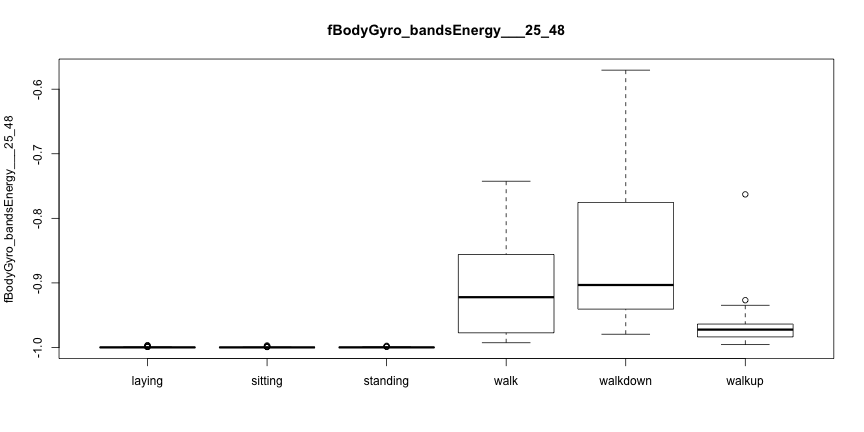 fBodyGyro_bandsEnergy___25_48
fBodyGyro_bandsEnergy___25_48
-0.6
-0.7
-0.8
-0.9
-1.0
laying sitting standing walk walkdown walkup